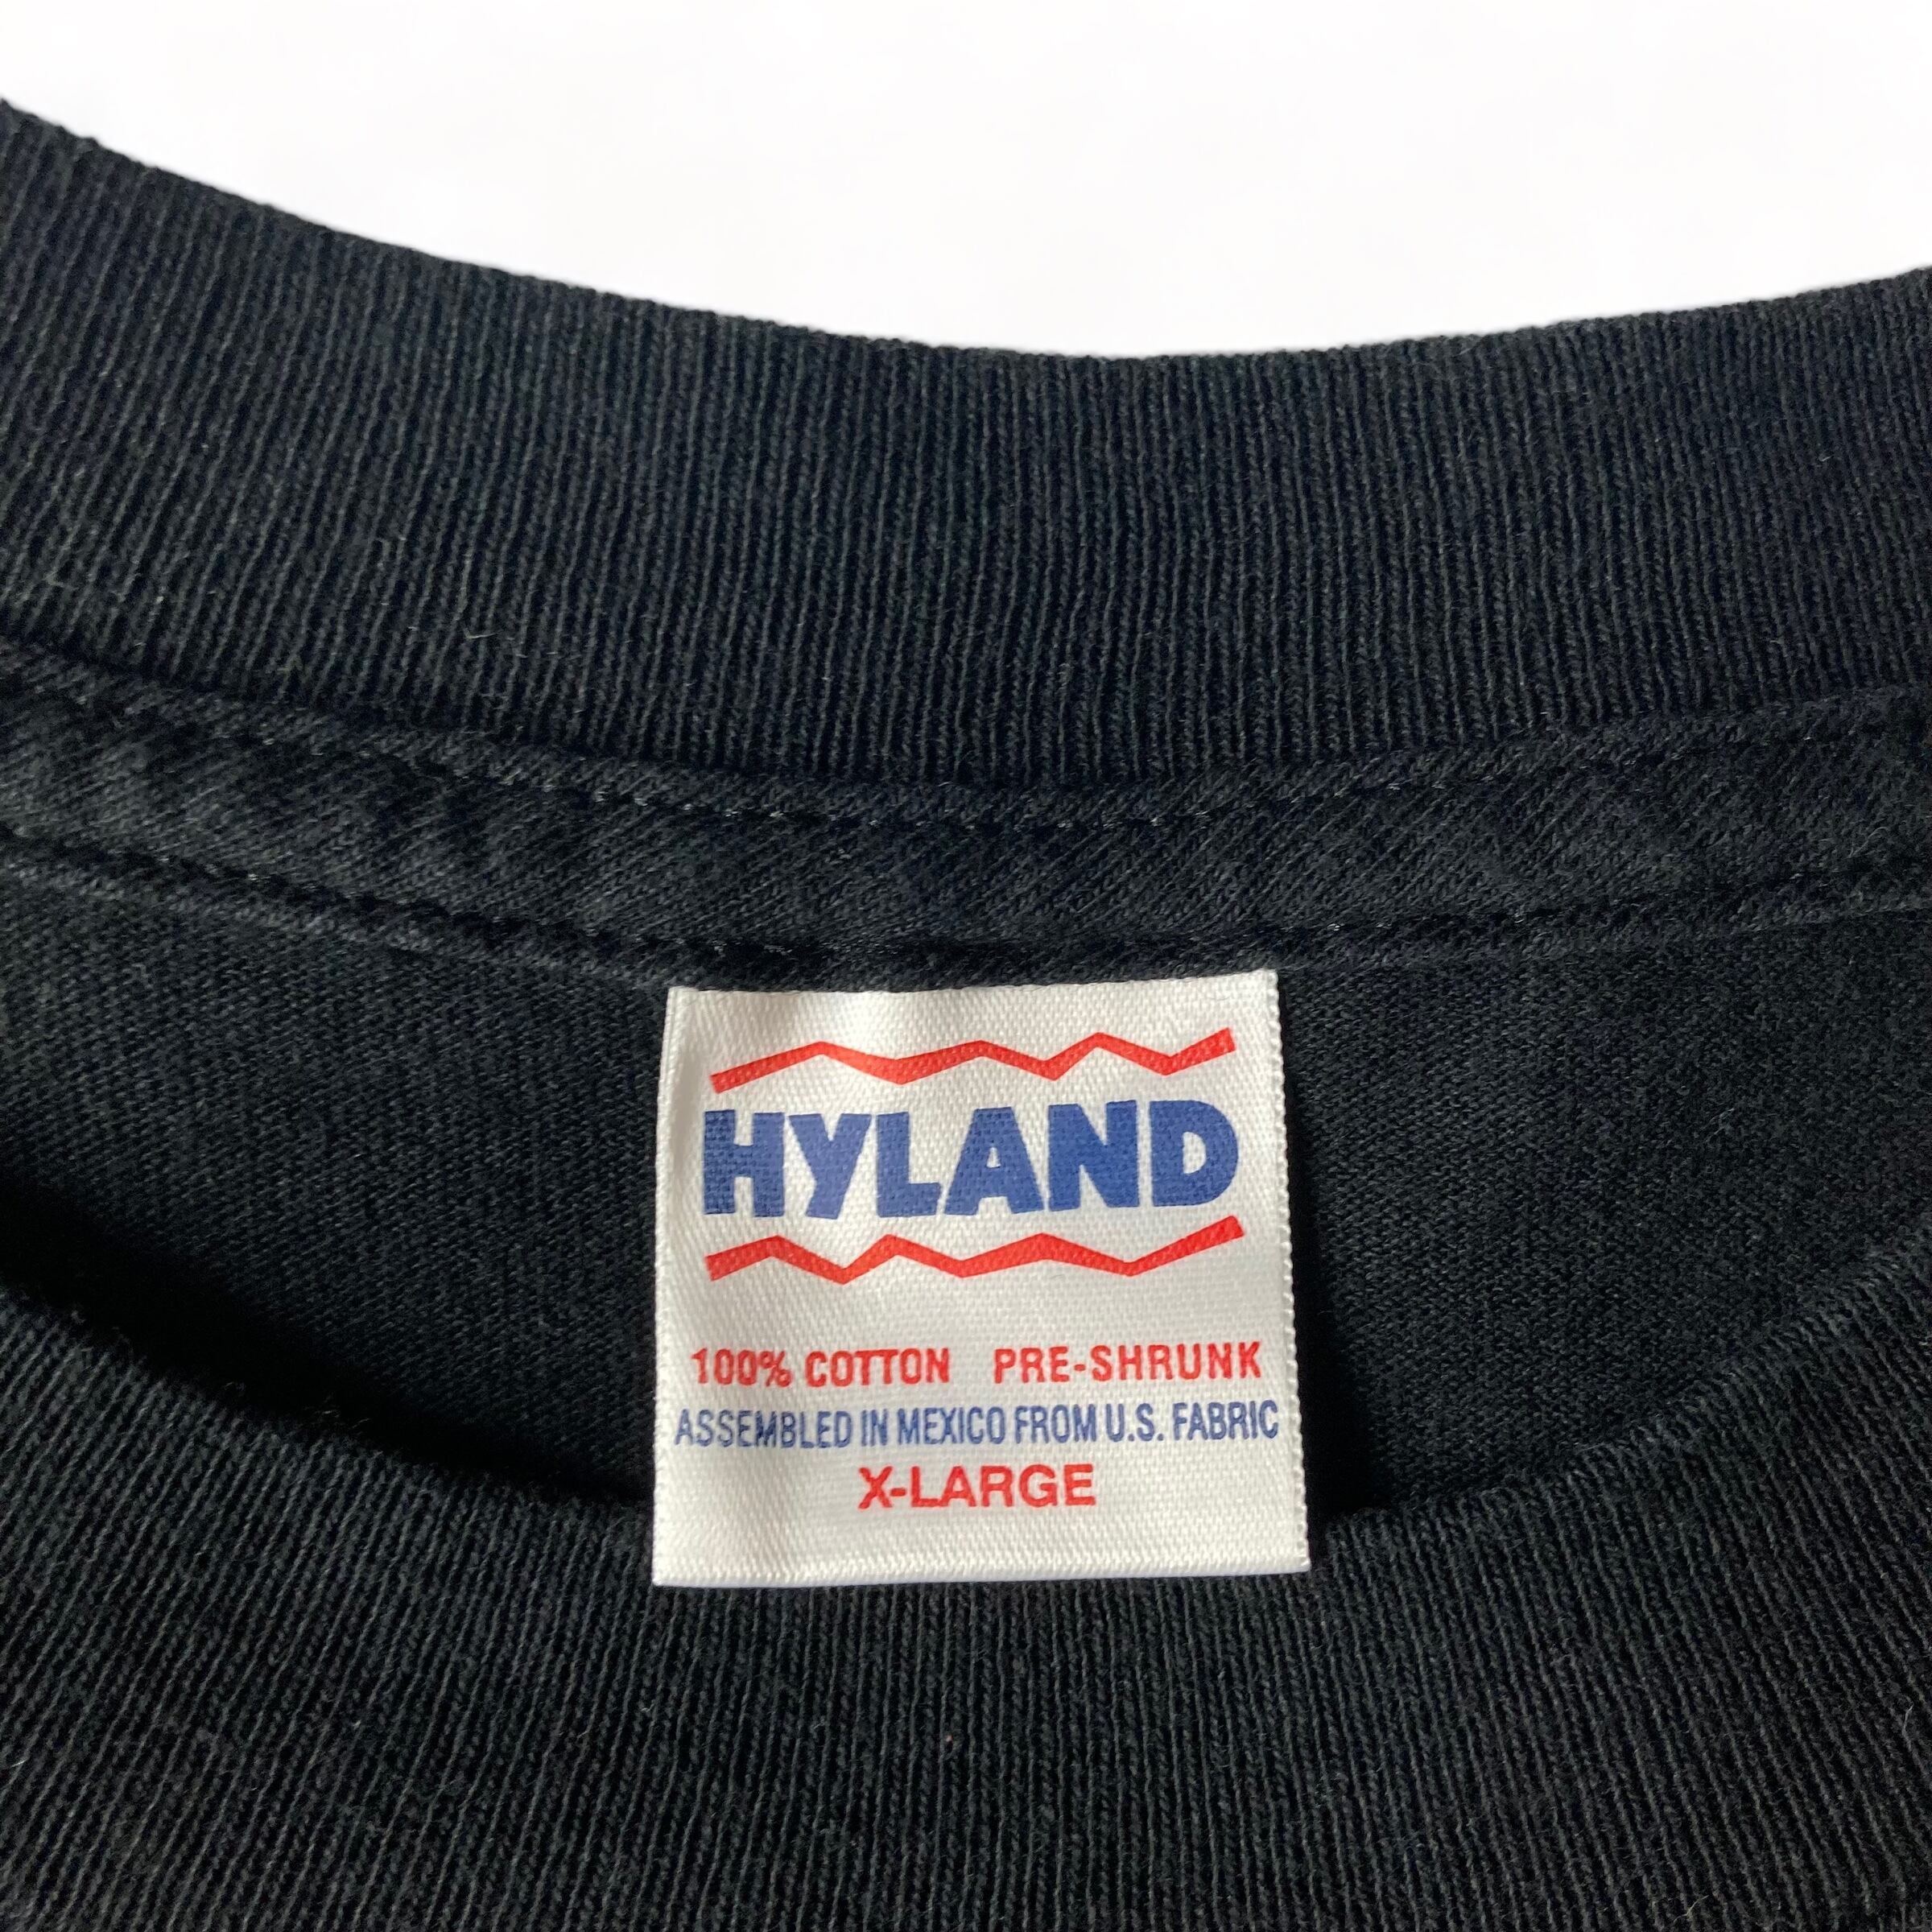 HYLAND
100% COTTON PRE-SHRUNK
ASSEMBLED IN MEXICO FROM U.S. FABRIC
X-LARGE